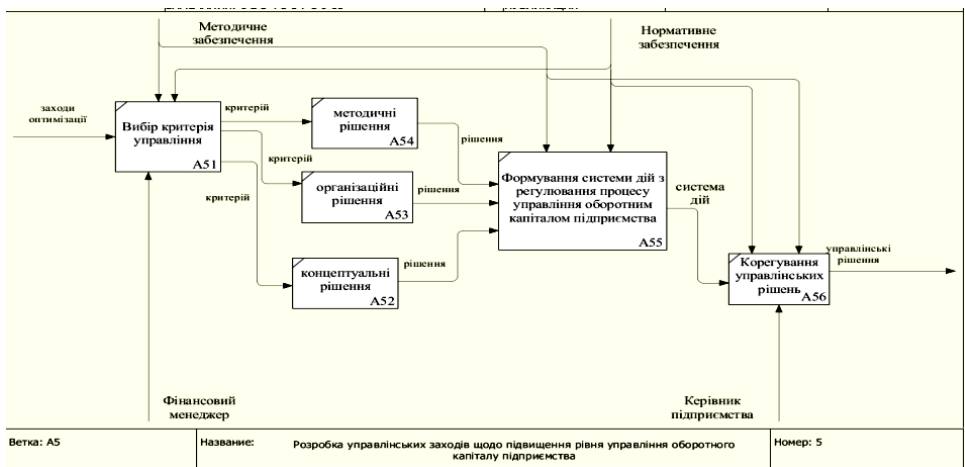 Методичне
забезпечення
Нормативне
забезпечення
заходи
оптимізації
Вибір критерія
управління
A51
критерій
критерій
критерій
методичні
рішення
A54
рішення
організаційні
рішення
A53
рішення
концептуальні
рішення
A52
рішення
Формування системи дій з
регулювання процесу
управління оборотним
капіталом підприємства
A55
система
дій
Корегування
управлінських
рішень
A56
управлінські
рішення
Фінансовий
менеджер
Керівник
підприємства
Ветка: A5
Название:
Розробка управлінських заходів щодо підвищення рівня управління оборотного
капіталу підприємства
Номер: 5